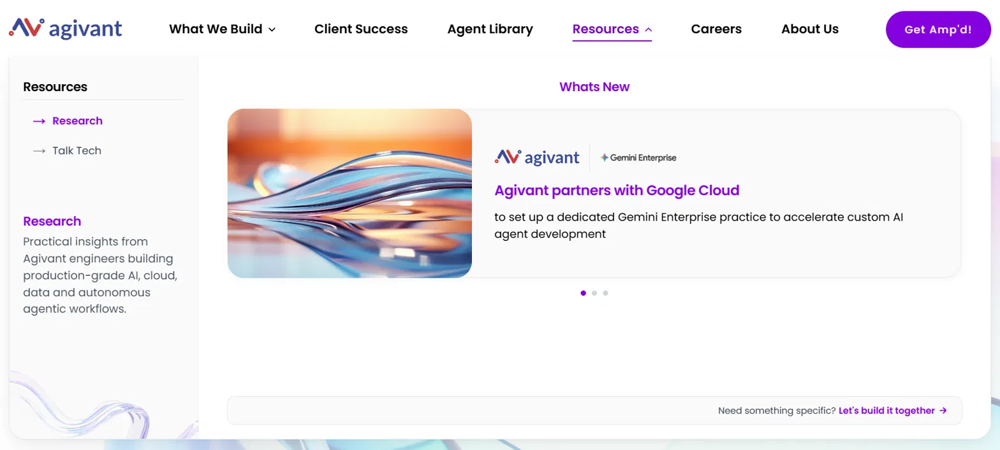 agivant
What We Build
Client Success
Agent Library
Resources
Careers
About Us
Get Amp'd!
Resources
Research
Talk Tech
Research
Practical insights from
Agivant engineers building
production-grade AI, cloud,
data and autonomous
agentic workflows.
Whats New
agivant
Gemini Enterprise
Agivant partners with Google Cloud
to set up a dedicated Gemini Enterprise practice to accelerate custom AI
agent development
Need something specific? Let's build it together